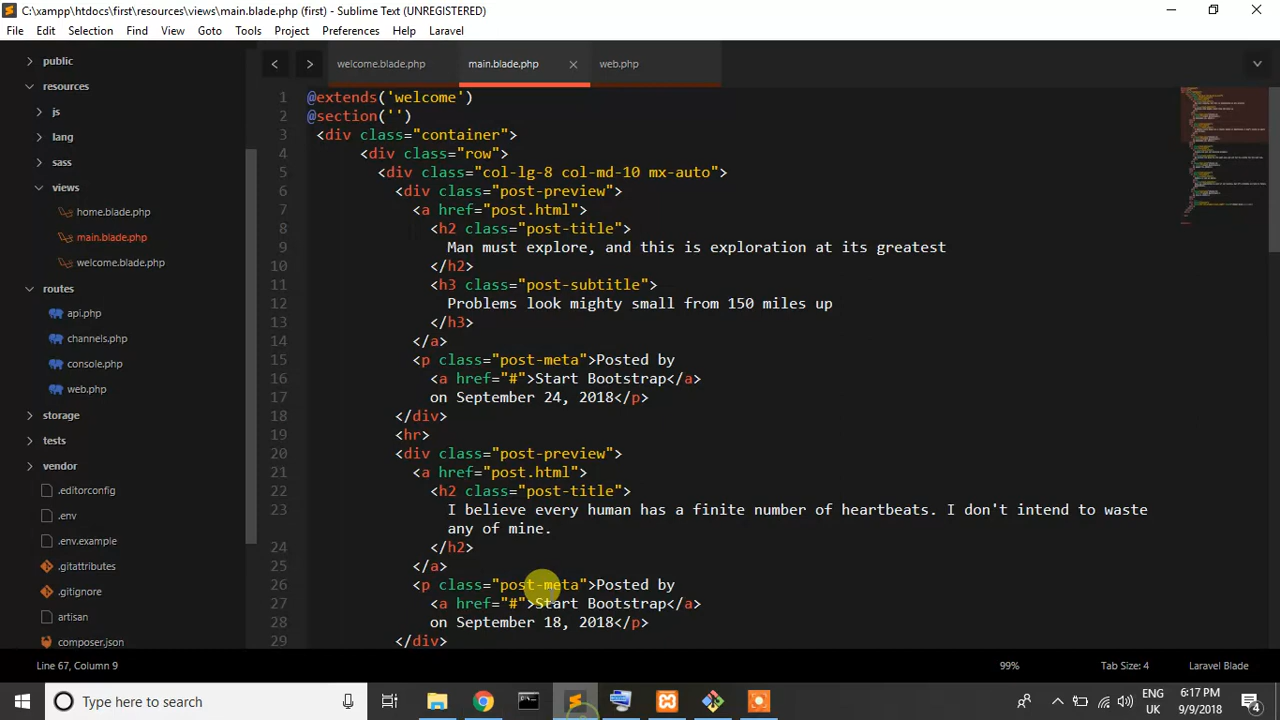 C:\xampp\htdocs\first\resources\views\main.blade.php (first) - Sublime Text (UNREGISTERED)
File Edit Selection Find View Goto Tools Project Preferences Help Laravel
public
resources
js
lang
sass
views
home.blade.php
main.blade.php
welcome.blade.php
routes
api.php
channels.php
console.php
web.php
storage
tests
vendor
.editorconfig
.env
.env.example
.gitattributes
.gitignore
artisan
composer.json
welcome.blade.php main.blade.php web.php
1 @extends('welcome')
2 @section('')
3 <div class="container">
4 <div class="row">
5 <div class="col-lg-8 col-md-10 mx-auto">
6 <div class="post-preview">
7 <a href="post.html">
8 <h2 class="post-title">
9 Man must explore, and this is exploration at its greatest
10 </h2>
11 <h3 class="post-subtitle">
12 Problems look mighty small from 150 miles up
13 </h3>
14 </a>
15 <p class="post-meta">Posted by
16 <a href="#">Start Bootstrap</a>
17 on September 24, 2018</p>
18 </div>
19 <hr>
20 <div class="post-preview">
21 <a href="post.html">
22 <h2 class="post-title">
23 I believe every human has a finite number of heartbeats. I don't intend to waste
any of mine.
24 </h2>
25 </a>
26 <p class="post-meta">Posted by
27 <a href="#">Start Bootstrap</a>
28 on September 18, 2018</p>
29 </div>
Line 67, Column 9 99% Tab Size: 4 Laravel Blade
Type here to search
ENG
UK
6:17 PM
9/9/2018
4